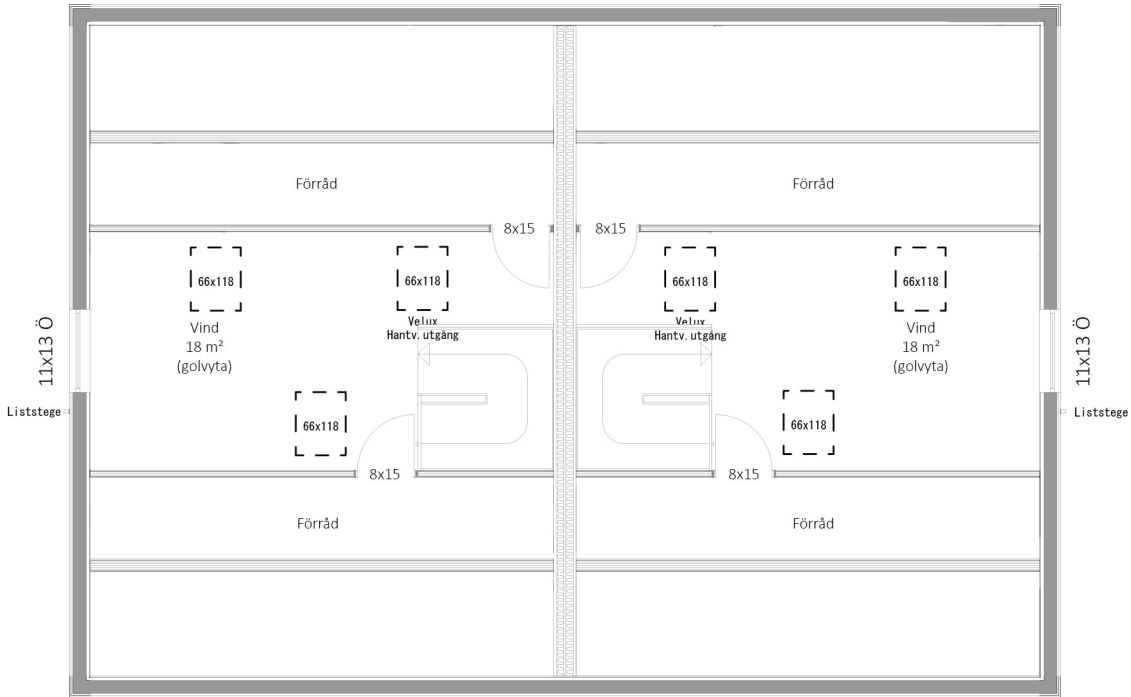 Förråd
Förråd
8x15
8x15
66x118
66x118
66x118
66x118
Velux
Hantv. utgång
Velux
Hantv. utgång
Vind
18 m²
(golvyta)
Vind
18 m²
(golvyta)
11x13 Ö
11x13 Ö
Liststege
Liststege
66x118
66x118
8x15
8x15
Förråd
Förråd